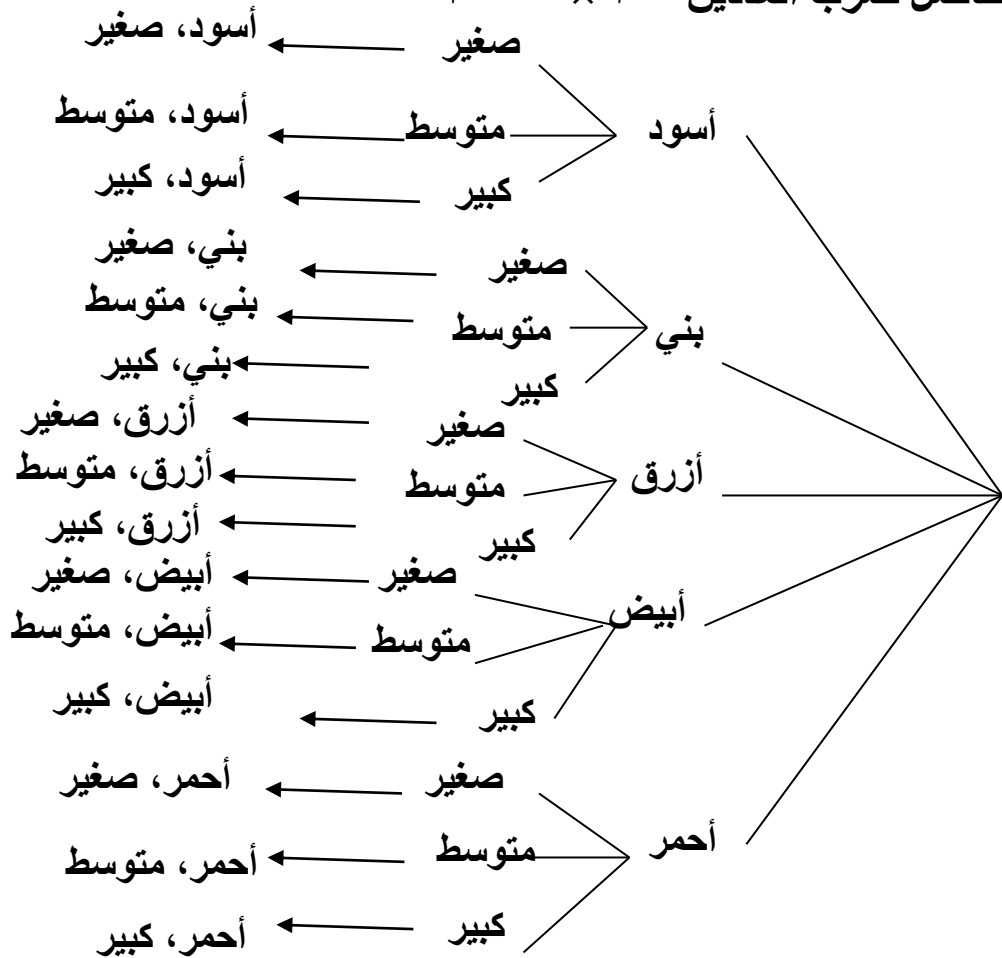 أسود
صغير
أسود، صغير
متوسط
أسود، متوسط
كبير
أسود، كبير
بني
صغير
بني، صغير
متوسط
بني، متوسط
كبير
بني، كبير
أزرق
صغير
أزرق، صغير
متوسط
أزرق، متوسط
كبير
أزرق، كبير
أبيض
صغير
أبيض، صغير
متوسط
أبيض، متوسط
كبير
أبيض، كبير
أحمر
صغير
أحمر، صغير
متوسط
أحمر، متوسط
كبير
أحمر، كبير